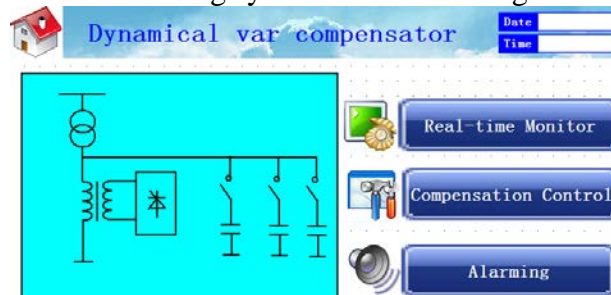 Dynamical var compensator
Date
Time
Real-time Monitor
Compensation Control
Alarming